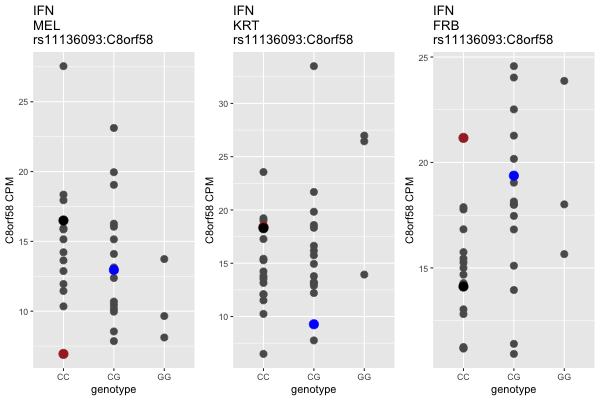 IFN
MEL
rs11136093:C8orf58
C8orf58 CPM
25
20
15
10
CC
CG
GG
genotype
IFN
KRT
rs11136093:C8orf58
C8orf58 CPM
30
25
20
15
10
CC
CG
GG
genotype
IFN
FRB
rs11136093:C8orf58
C8orf58 CPM
25
20
15
CC
CG
GG
genotype